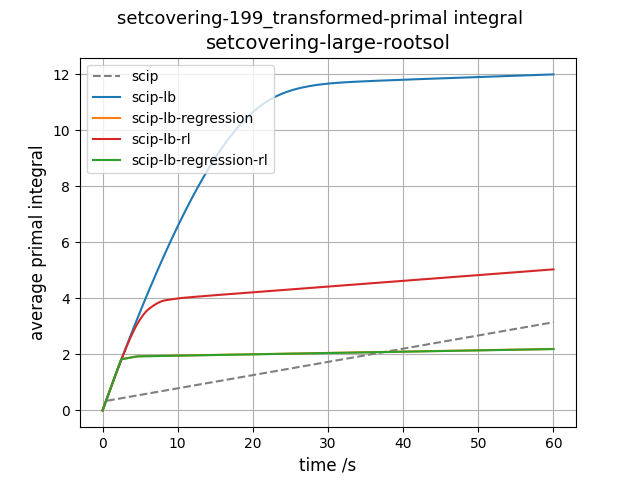 setcovering-199_transformed-primal integral
setcovering-large-rootsol
12
10
8
6
4
2
0
average primal integral
scip
scip-lb
scip-lb-regression
scip-lb-rl
scip-lb-regression-rl
0 10 20 30 40 50 60
time /s